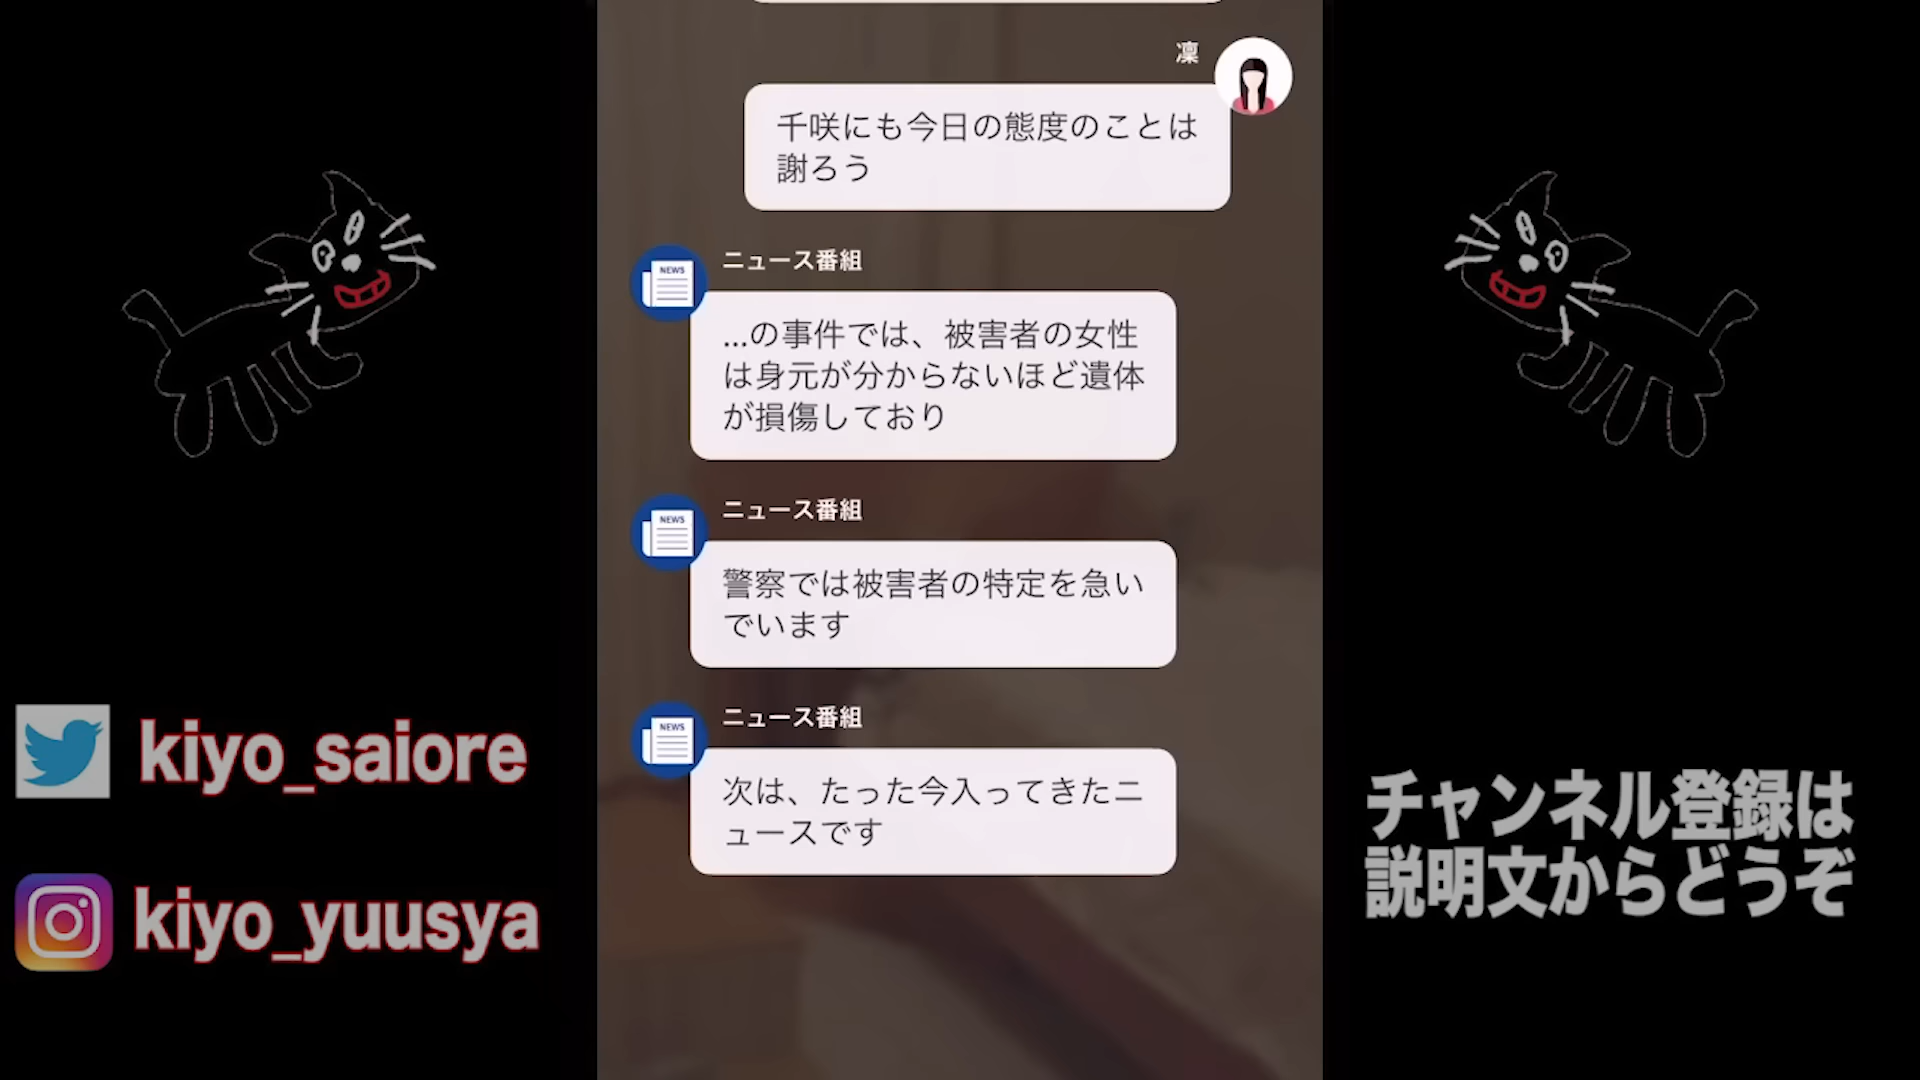 凜
千咲にも今日の態度のことは
謝ろう
NEWS
ニュース番組
...の事件では、被害者の女性
は身元が分からないほど遺体
が損傷しており
NEWS
ニュース番組
警察では被害者の特定を急い
でいます
NEWS
ニュース番組
次は、たった今入ってきたニ
ュースです
kiyo_saiore
kiyo_yuusya
チャンネル登録は
説明文からどうぞ